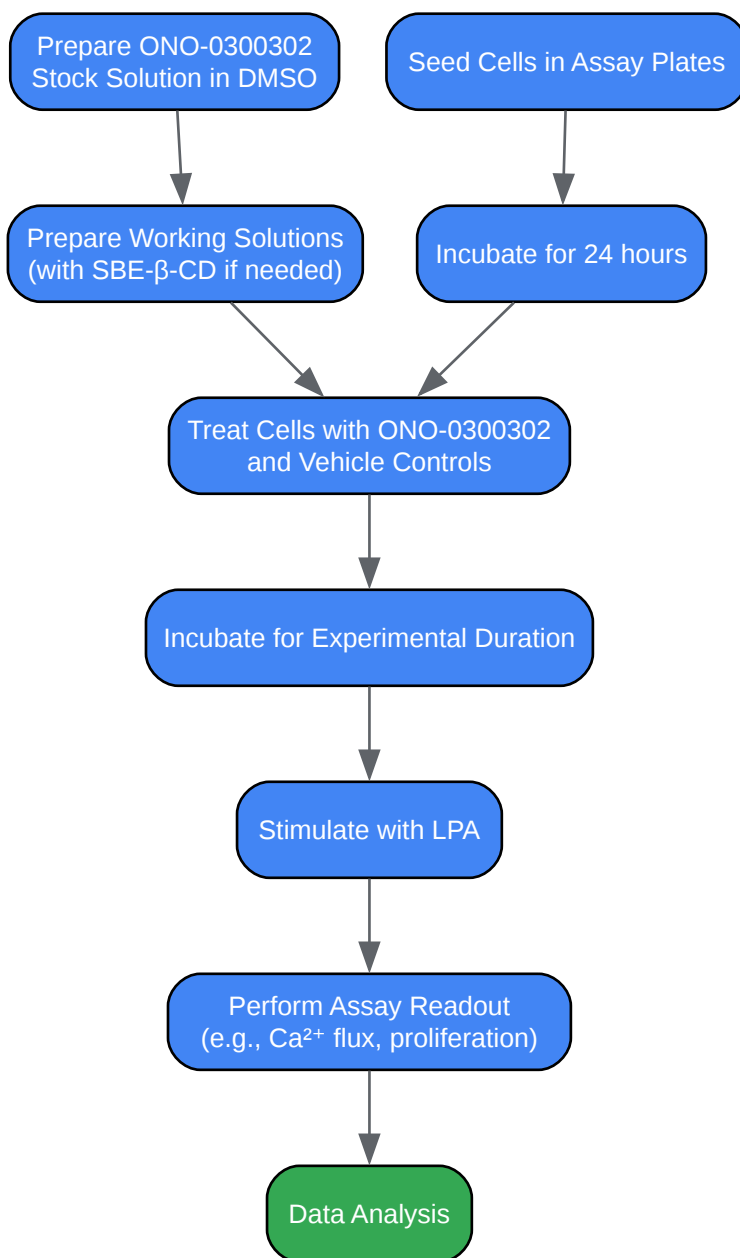 Prepare ONO-0300302
Stock Solution in DMSO
Seed Cells in Assay Plates
Prepare Working Solutions
(with SBE-β-CD if needed)
Incubate for 24 hours
Treat Cells with ONO-0300302
and Vehicle Controls
Incubate for Experimental Duration
Stimulate with LPA
Perform Assay Readout
(e.g., Ca²⁺ flux, proliferation)
Data Analysis